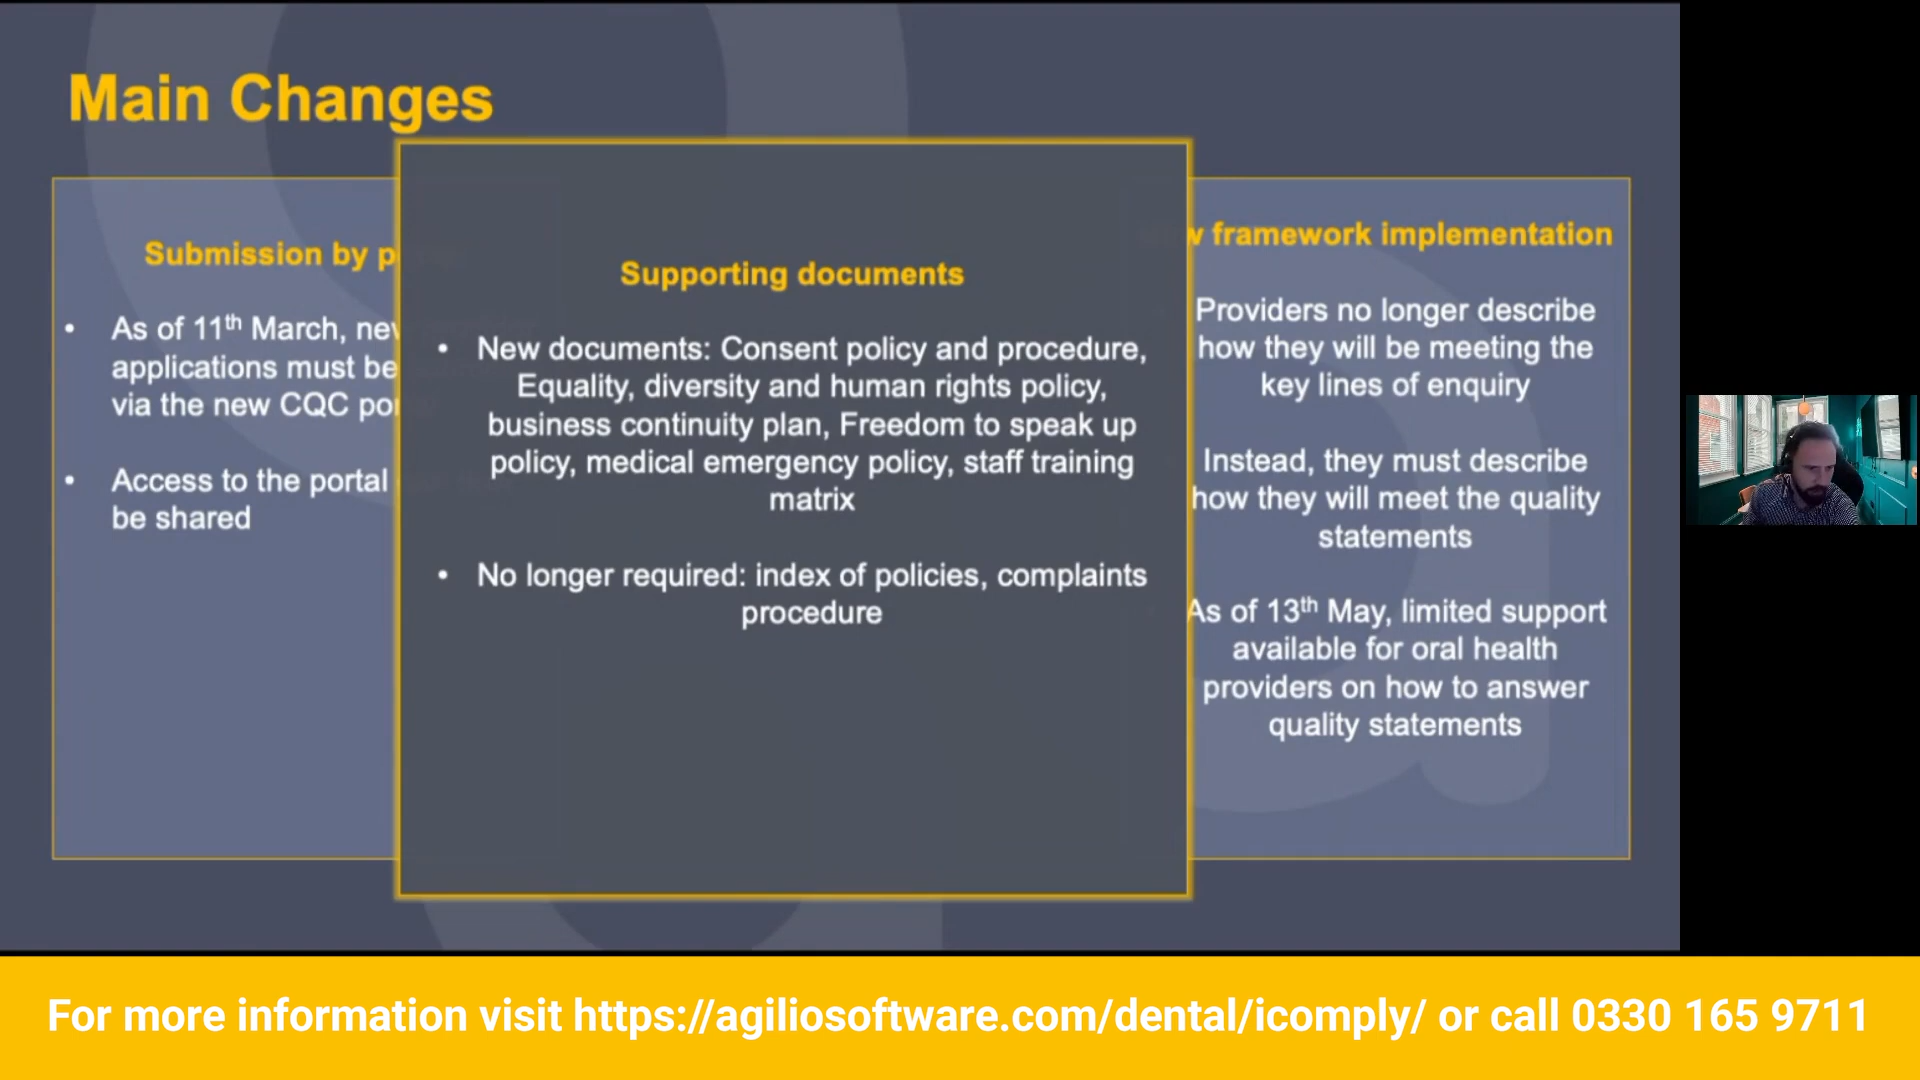 Main Changes
Submission by p
• As of 11th March, new
applications must be
via the new CQC por
• Access to the portal
be shared
Supporting documents
• New documents: Consent policy and procedure,
Equality, diversity and human rights policy,
business continuity plan, Freedom to speak up
policy, medical emergency policy, staff training
matrix
• No longer required: index of policies, complaints
procedure
framework implementation
Providers no longer describe
how they will be meeting the
key lines of enquiry
Instead, they must describe
how they will meet the quality
statements
As of 13th May, limited support
available for oral health
providers on how to answer
quality statements
For more information visit https://agiliosoftware.com/dental/icomply/ or call 0330 165 9711